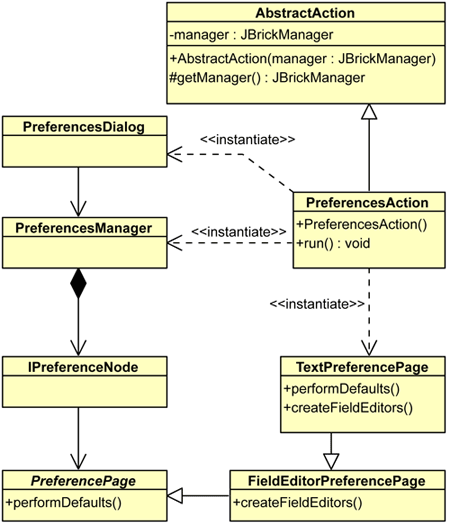 AbstractAction
-manager : JBrickManager
+AbstractAction(manager : JBrickManager)
#getManager() : JBrickManager
PreferencesDialog
<<instantiate>>
PreferencesAction
+PreferencesAction()
+run() : void
PreferencesManager
<<instantiate>>
<<instantiate>>
IPreferenceNode
TextPreferencePage
+performDefaults()
+createFieldEditors()
PreferencePage
+performDefaults()
FieldEditorPreferencePage
+createFieldEditors()